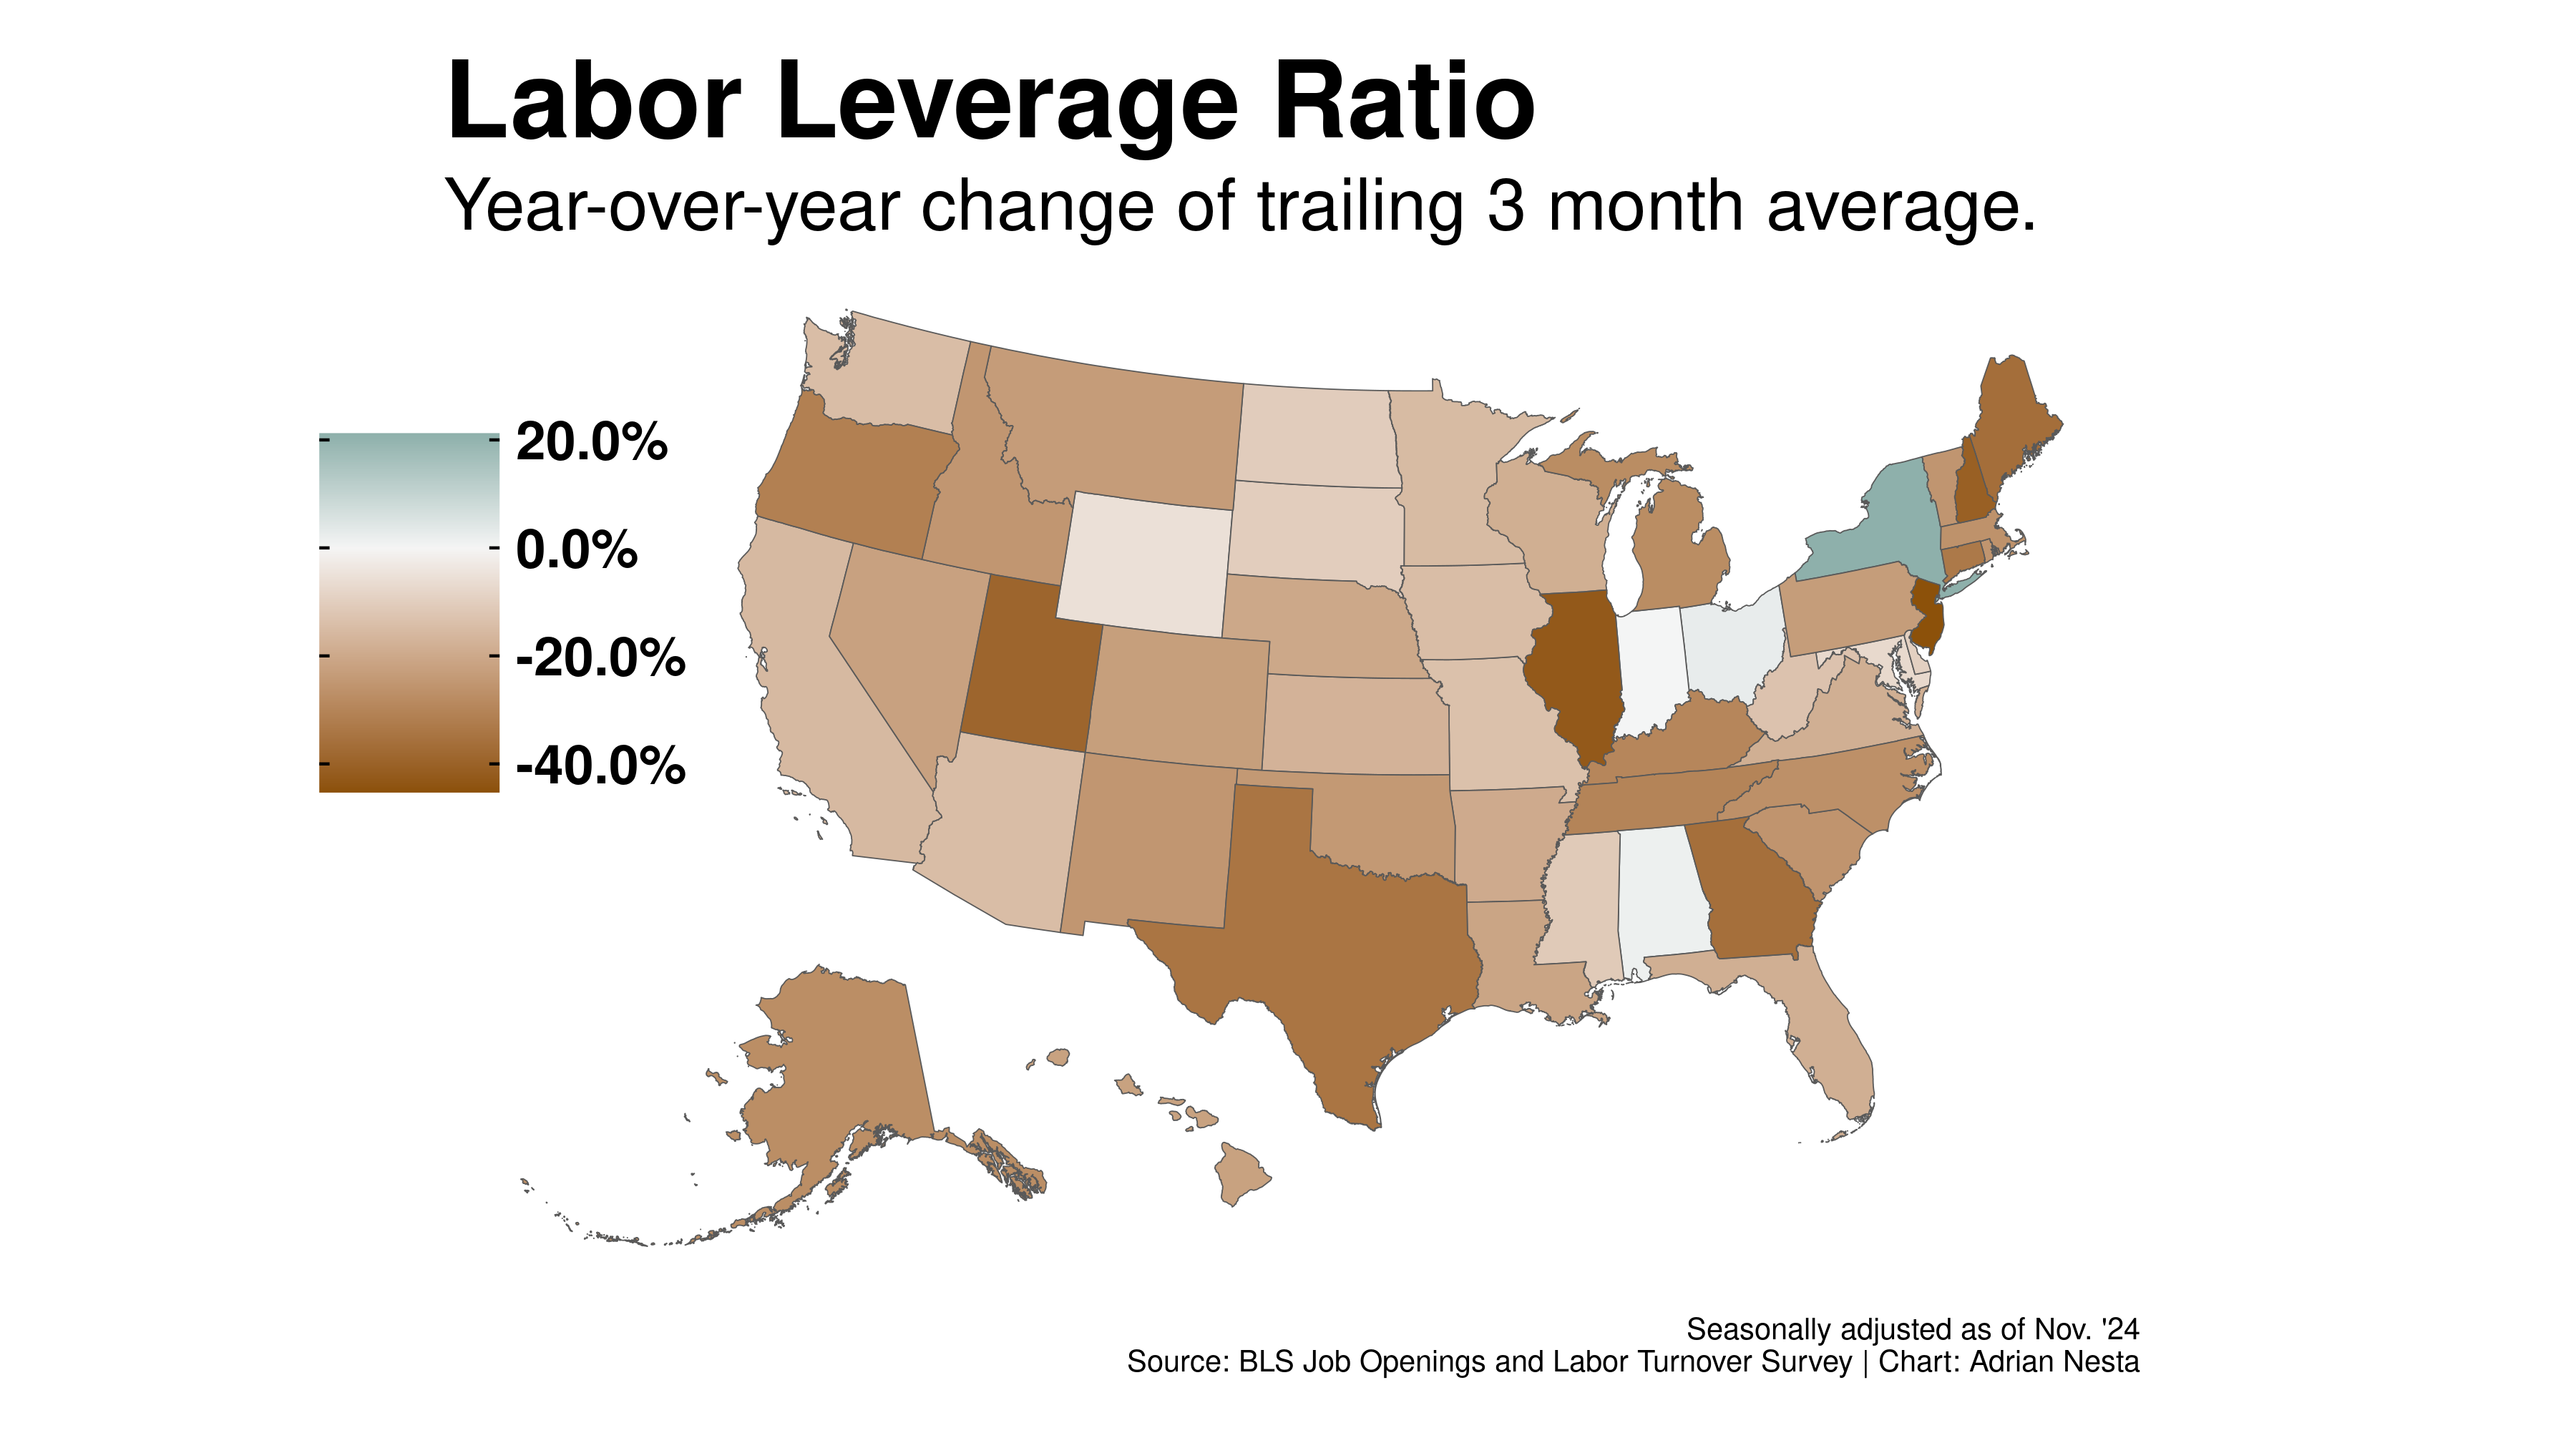 Labor Leverage Ratio
Year-over-year change of trailing 3 month average.
20.0%
0.0%
-20.0%
-40.0%
Seasonally adjusted as of Nov. '24
Source: BLS Job Openings and Labor Turnover Survey | Chart: Adrian Nesta